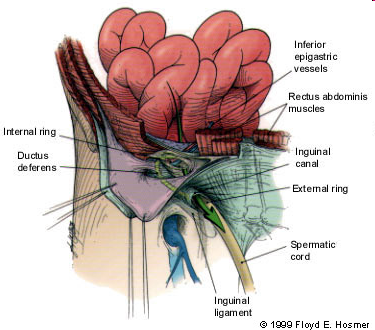 Inferior
epigastric
vessels
Rectus abdominis
muscles
Internal ring
Ductus
deferens
Inguinal
canal
External ring
Spermatic
cord
Inguinal
ligament
© 1999 Floyd E. Hosmer